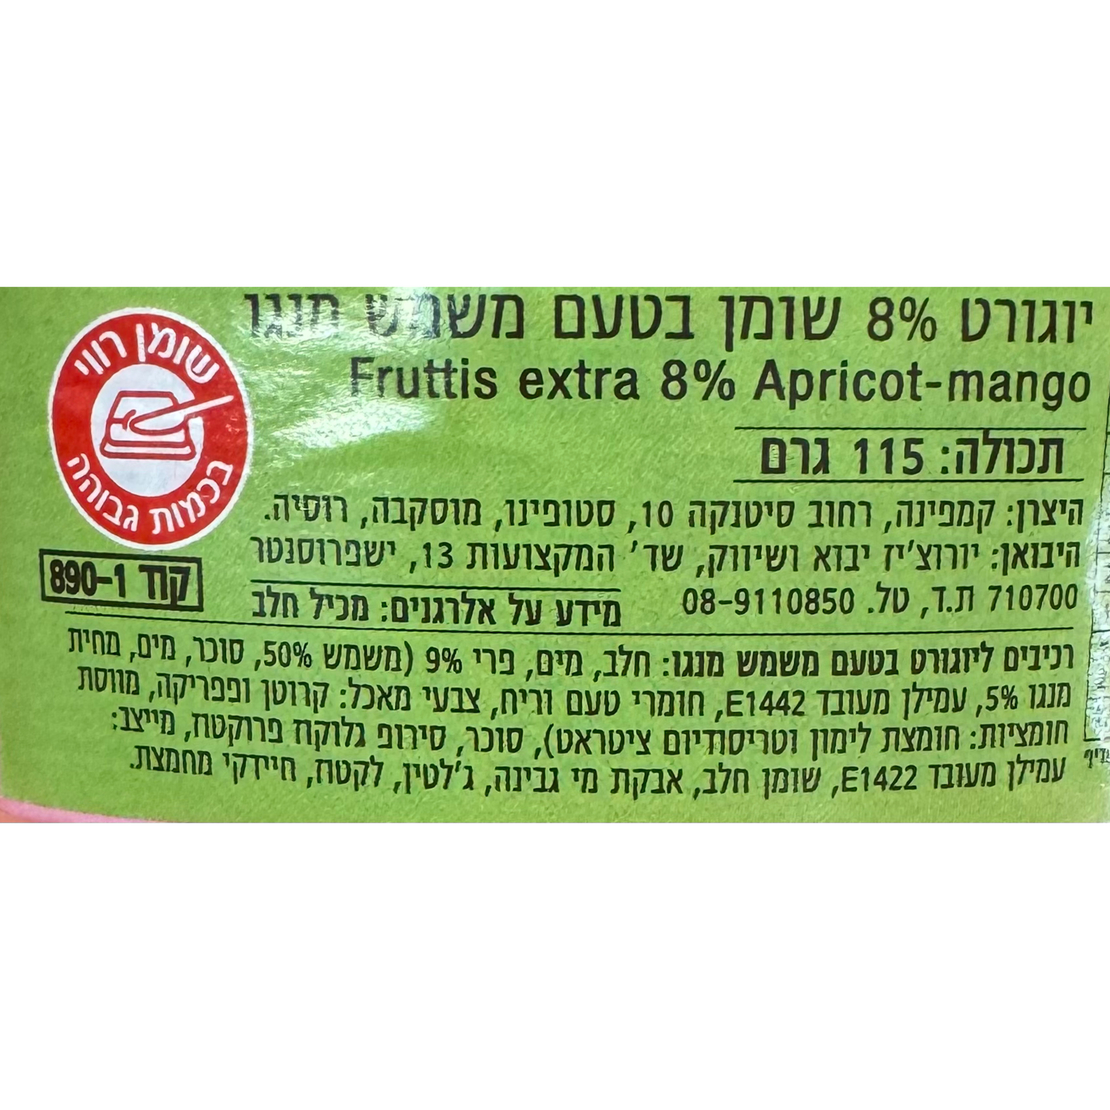 יוגורט 8% שומן בטעם משמש מנגו
Fruttis extra 8% Apricot-mango
תכולה: 115 גרם
היצרן: קמפינה, רחוב סיטנקה 10, סטופינו, מוסקבה, רוסיה.
היבואן: יורוצ'יז יבוא ושיווק, שד' המקצועות 13, ישפרוסנטר
710700 ת.ד, טל. 08-9110850
מידע על אלרגנים: מכיל חלב
רכיבים ליוגורט בטעם משמש מנגו: חלב, מים, פרי 9% (משמש 50%, סוכר, מים, מחית
מנגו 5%, עמילן מעובד E1442, חומרי טעם וריח, צבעי מאכל: קרוטן ופפריקה, מווסת
חומציות: חומצת לימון וטריסודיום ציטראט), סוכר, סירופ גלוקוז פרוקטוז, מייצב:
עמילן מעובד E1422, שומן חלב, אבקת מי גבינה, ג'לטין, לקטוז, חיידקי מחמצת.
שומן רווי
בכמות גבוהה
קוד 890-1